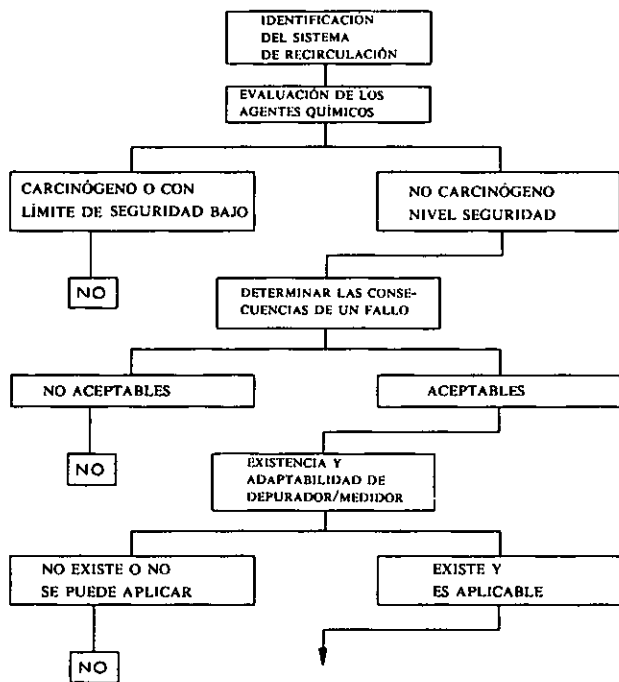 IDENTIFICACIÓN
DEL SISTEMA
DE RECIRCULACIÓN
EVALUACIÓN DE LOS
AGENTES QUÍMICOS
CARCINÓGENO O CON
LÍMITE DE SEGURIDAD BAJO
NO CARCINÓGENO
NIVEL SEGURIDAD
NO
DETERMINAR LAS CONSE-
CUENCIAS DE UN FALLO
NO ACEPTABLES
ACEPTABLES
NO
EXISTENCIA Y
ADAPTABILIDAD DE
DEPURADOR/MEDIDOR
NO EXISTE O NO
SE PUEDE APLICAR
EXISTE Y
ES APLICABLE
NO